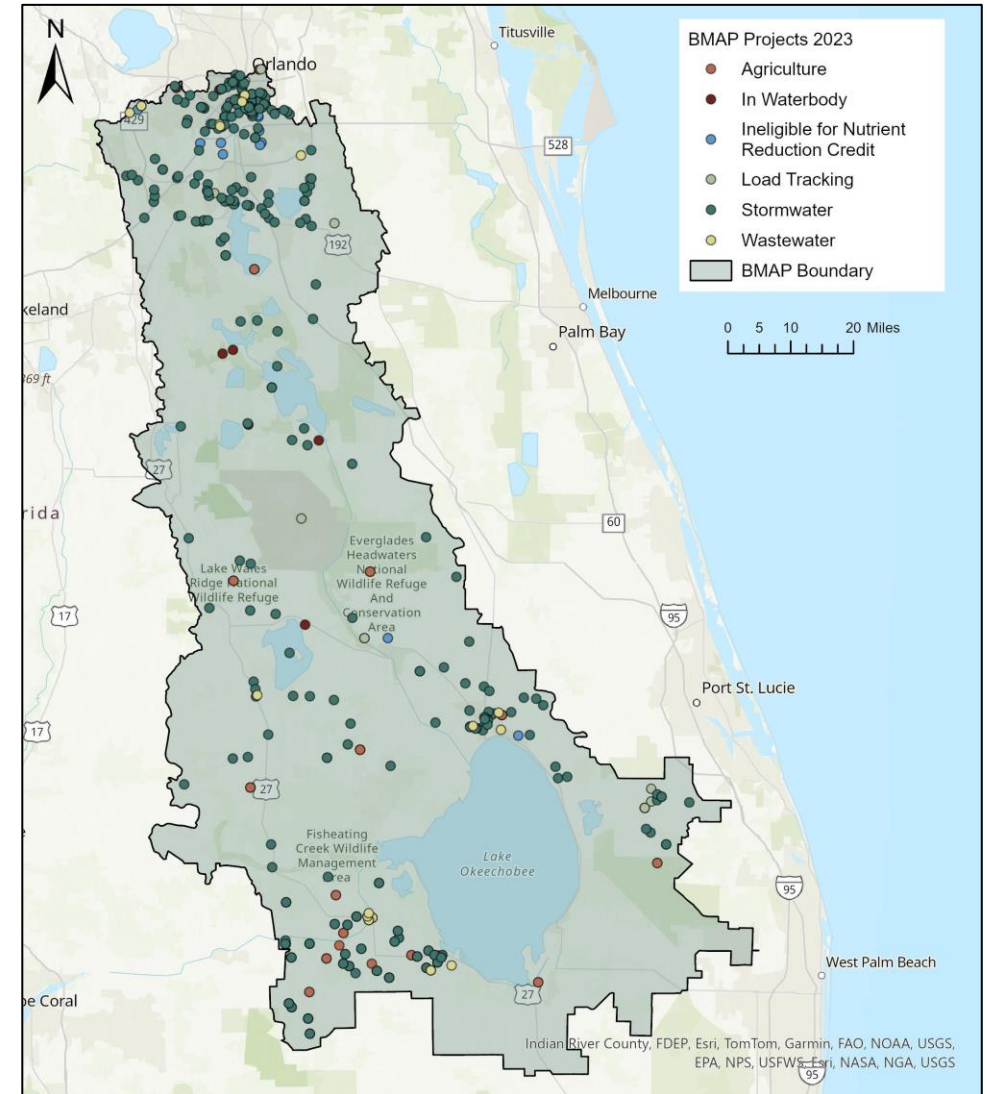 N
Titusville
Orlando
429
528
192
BMAP Projects 2023
Agriculture
In Waterbody
Ineligible for Nutrient
Reduction Credit
Load Tracking
Stormwater
Wastewater
BMAP Boundary
Melbourne
Palm Bay
0 5 10 20 Miles
keland
369 ft
27
rida
60
Everglades
Headwaters
National
Wildlife Refuge
And
Conservation
Area
Lake Wales
Ridge National
Wildlife Refuge
17
95
Port St. Lucie
17
27
Fisheating
Creek Wildlife
Management
Area
Lake
Okeechobee
95
West Palm Beach
27
pe Coral
Indian River County, FDEP, Esri, TomTom, Garmin, FAO, NOAA, USGS,
EPA, NPS, USFWS, Esri, NASA, NGA, USGS
95